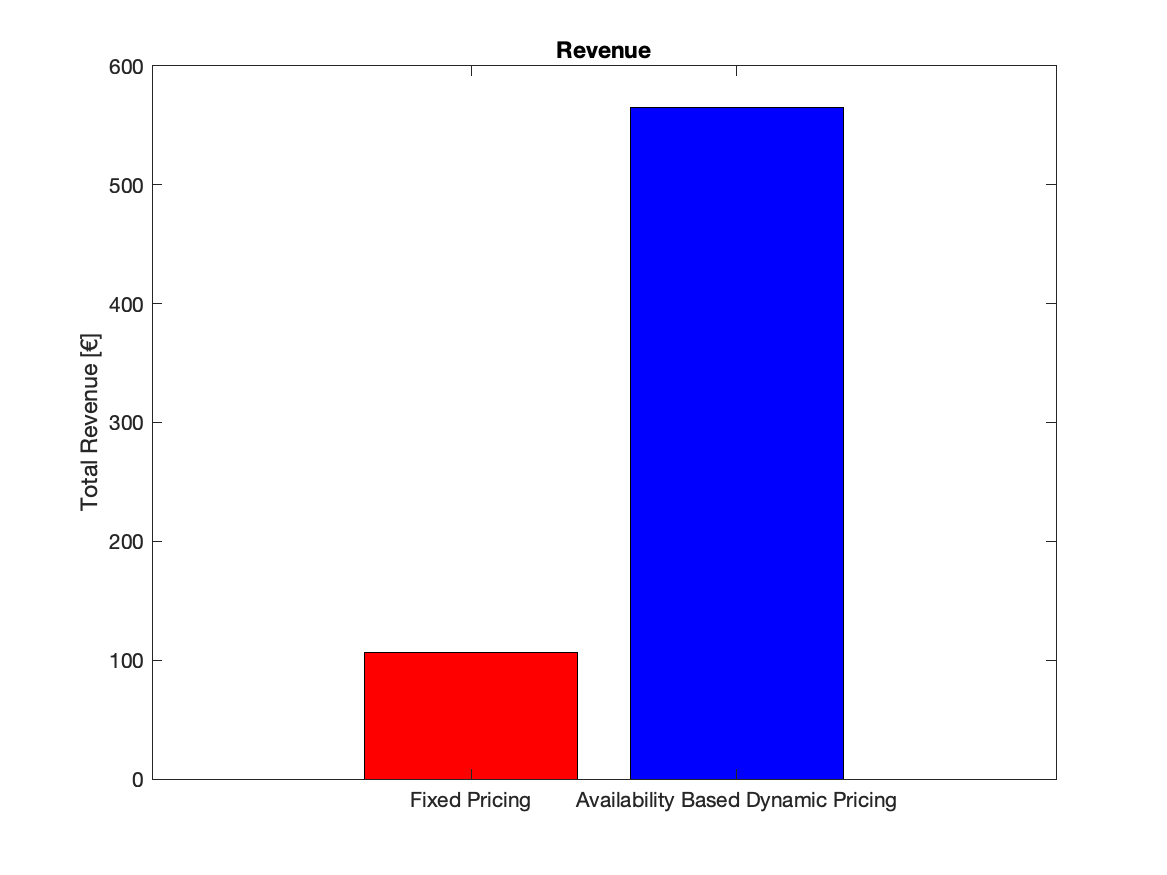 Revenue
600
500
400
300
200
100
0
Total Revenue [€]
Fixed Pricing
Availability Based Dynamic Pricing